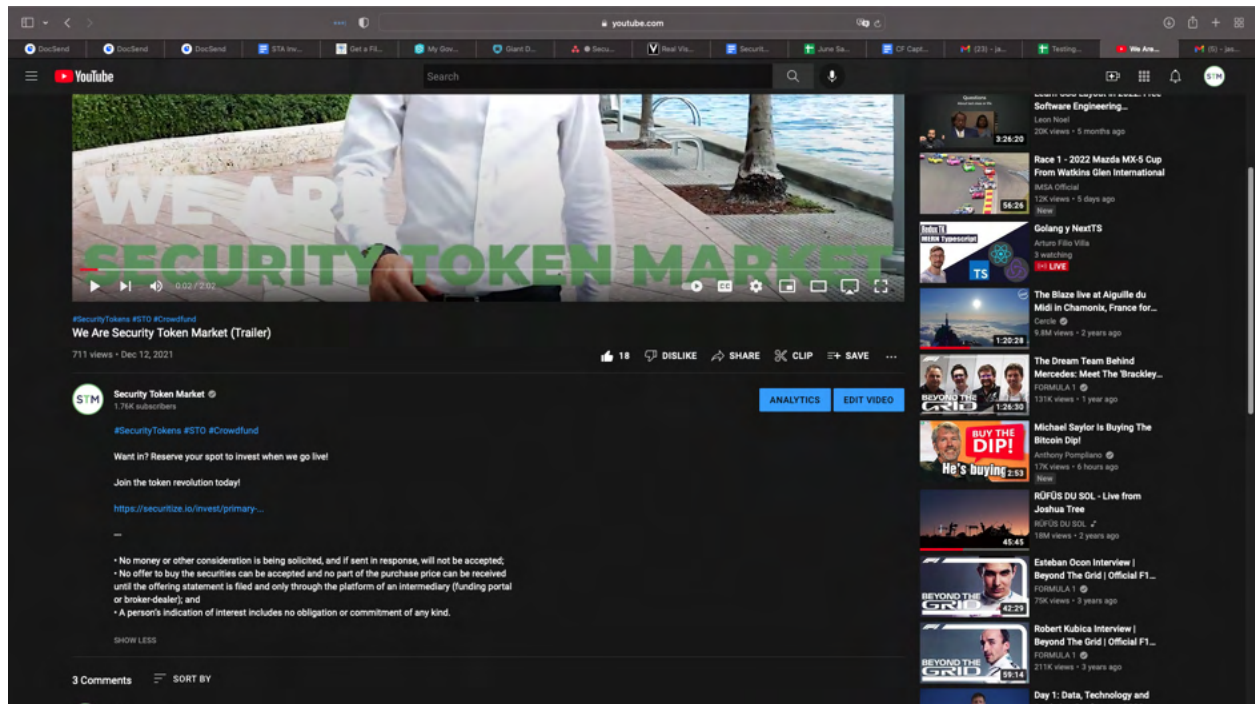 youtube.com
DocSend
DocSend
DocSend
STA Inv...
Get a Fil...
My Gov...
Giant D...
Secu...
Real Vis...
Securit...
June Sa...
CF Capt...
(23) - ja...
Testing...
We Are...
(5) - jas...
YouTube
Search
STM
WE ARE
SECURITY TOKEN MARKET
0:02 / 2:02
CC
#SecurityTokens #STO #Crowdfund
We Are Security Token Market (Trailer)
711 views • Dec 12, 2021
18
DISLIKE
SHARE
CLIP
SAVE
...
STM
Security Token Market
1.76K subscribers
ANALYTICS
EDIT VIDEO
#SecurityTokens #STO #Crowdfund
Want in? Reserve your spot to invest when we go live!
Join the token revolution today!
https://securitize.io/invest/primary-...
—
• No money or other consideration is being solicited, and if sent in response, will not be accepted;
• No offer to buy the securities can be accepted and no part of the purchase price can be received
until the offering statement is filed and only through the platform of an intermediary (funding portal
or broker-dealer); and
• A person's indication of interest includes no obligation or commitment of any kind.
SHOW LESS
3 Comments
SORT BY
Questions
3:26:20
Software Engineering...
Leon Noel
20K views • 5 months ago
56:26
Race 1 - 2022 Mazda MX-5 Cup
From Watkins Glen International
IMSA Official
12K views • 5 days ago
New
Redux TK
MERN Typescript
TS
Golang y NextTS
Arturo Filio Villa
3 watching
LIVE
1:20:28
The Blaze live at Aiguille du
Midi in Chamonix, France for...
Cercle
9.8M views • 2 years ago
BEYOND THE
GRID
1:26:30
The Dream Team Behind
Mercedes: Meet The 'Brackley...
FORMULA 1
131K views • 1 year ago
BUY THE
DIP!
He's buying
2:53
Michael Saylor Is Buying The
Bitcoin Dip!
Anthony Pompliano
17K views • 6 hours ago
New
45:45
RÜFÜS DU SOL - Live from
Joshua Tree
RÜFÜS DU SOL
18M views • 2 years ago
BEYOND THE
GRID
42:29
Esteban Ocon Interview |
Beyond The Grid | Official F1...
FORMULA 1
75K views • 3 years ago
BEYOND THE
GRID
59:14
Robert Kubica Interview |
Beyond The Grid | Official F1...
FORMULA 1
211K views • 3 years ago
Day 1: Data, Technology and